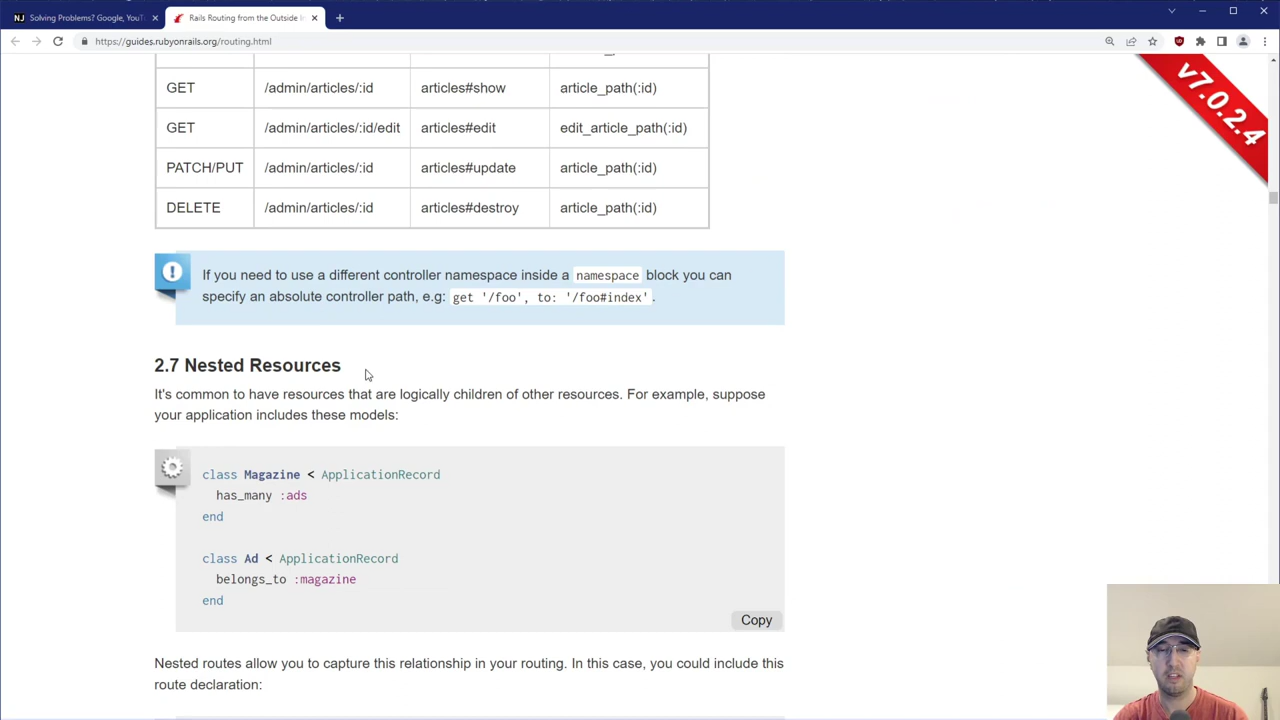 NJ Solving Problems? Google, YouTu
Rails Routing from the Outside I
https://guides.rubyonrails.org/routing.html
v7.0.2.4
GET /admin/articles/:id articles#show article_path(:id)
GET /admin/articles/:id/edit articles#edit edit_article_path(:id)
PATCH/PUT /admin/articles/:id articles#update article_path(:id)
DELETE /admin/articles/:id articles#destroy article_path(:id)
If you need to use a different controller namespace inside a namespace block you can
specify an absolute controller path, e.g: get '/foo', to: '/foo#index'.
2.7 Nested Resources
It's common to have resources that are logically children of other resources. For example, suppose
your application includes these models:
class Magazine < ApplicationRecord
has_many :ads
end
class Ad < ApplicationRecord
belongs_to :magazine
end
Copy
Nested routes allow you to capture this relationship in your routing. In this case, you could include this
route declaration: